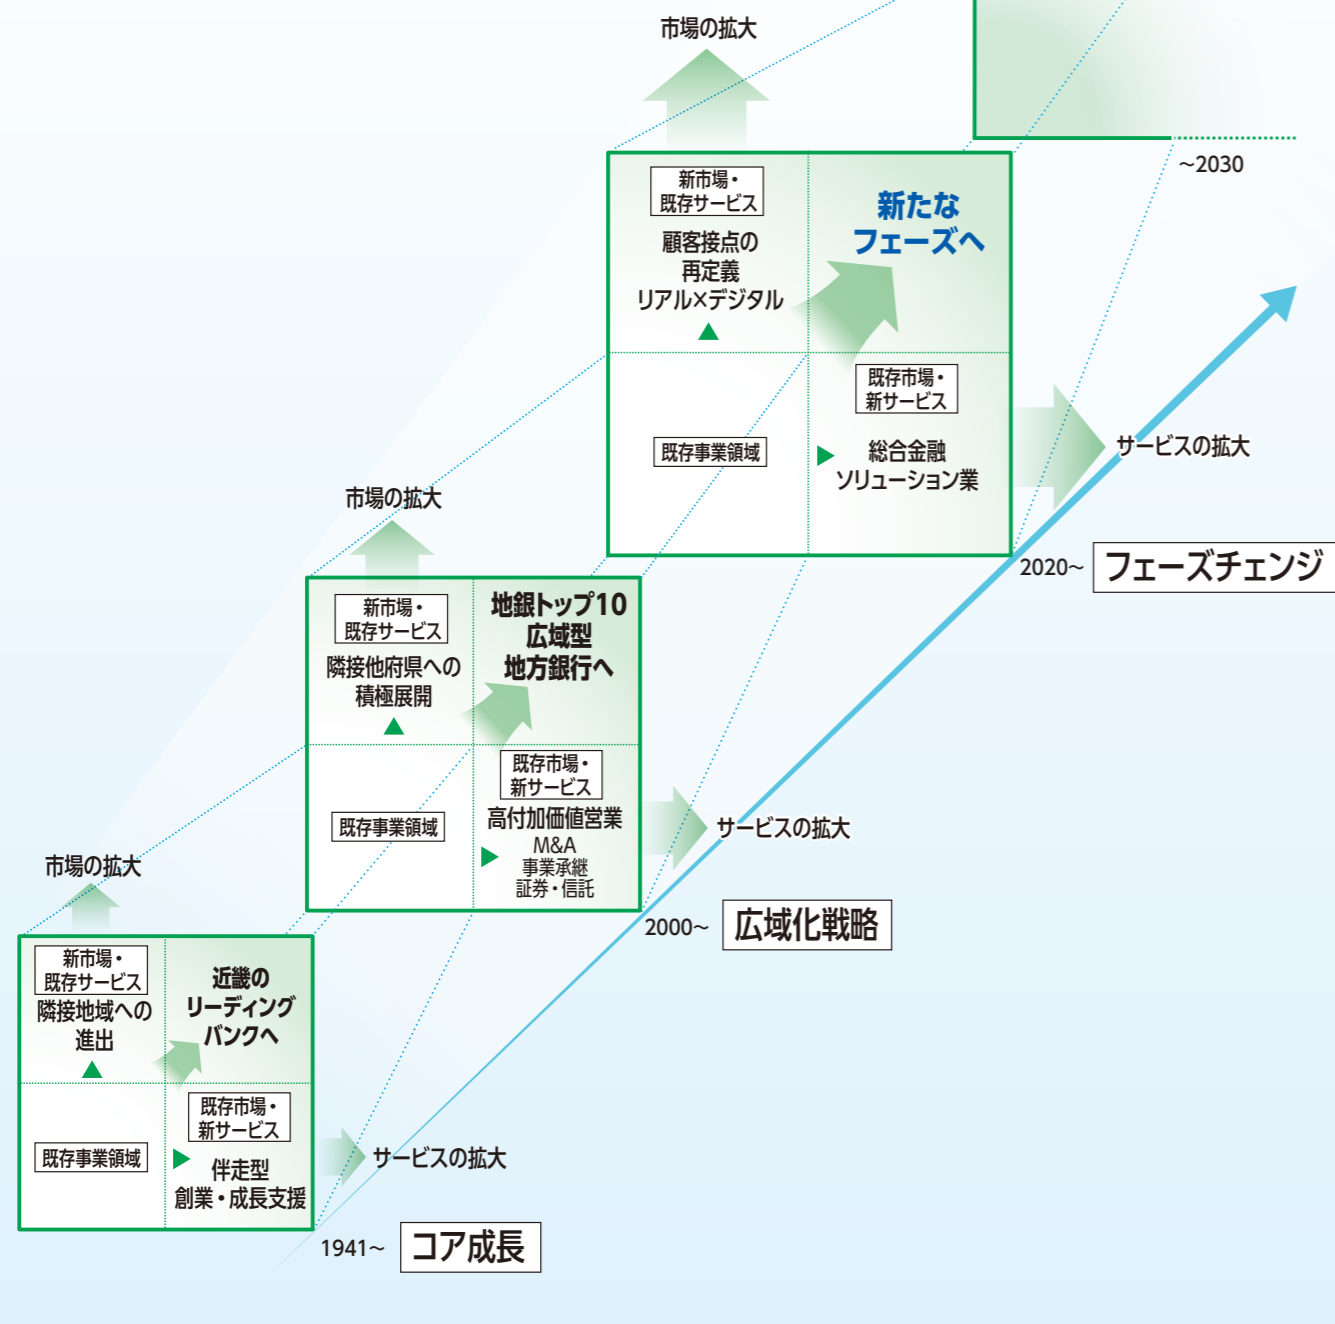 市場の拡大
～2030
新市場・
既存サービス
顧客接点の
再定義
リアル×デジタル
新たな
フェーズへ
既存事業領域
既存市場・
新サービス
総合金融
ソリューション業
サービスの拡大
2020～
フェーズチェンジ
市場の拡大
新市場・
既存サービス
隣接他府県への
積極展開
地銀トップ10
広域型
地方銀行へ
既存事業領域
既存市場・
新サービス
高付加価値営業
M&A
事業承継
証券・信託
サービスの拡大
2000～
広域化戦略
市場の拡大
新市場・
既存サービス
隣接地域への
進出
近畿の
リーディング
バンクへ
既存事業領域
既存市場・
新サービス
伴走型
創業・成長支援
サービスの拡大
1941～
コア成長